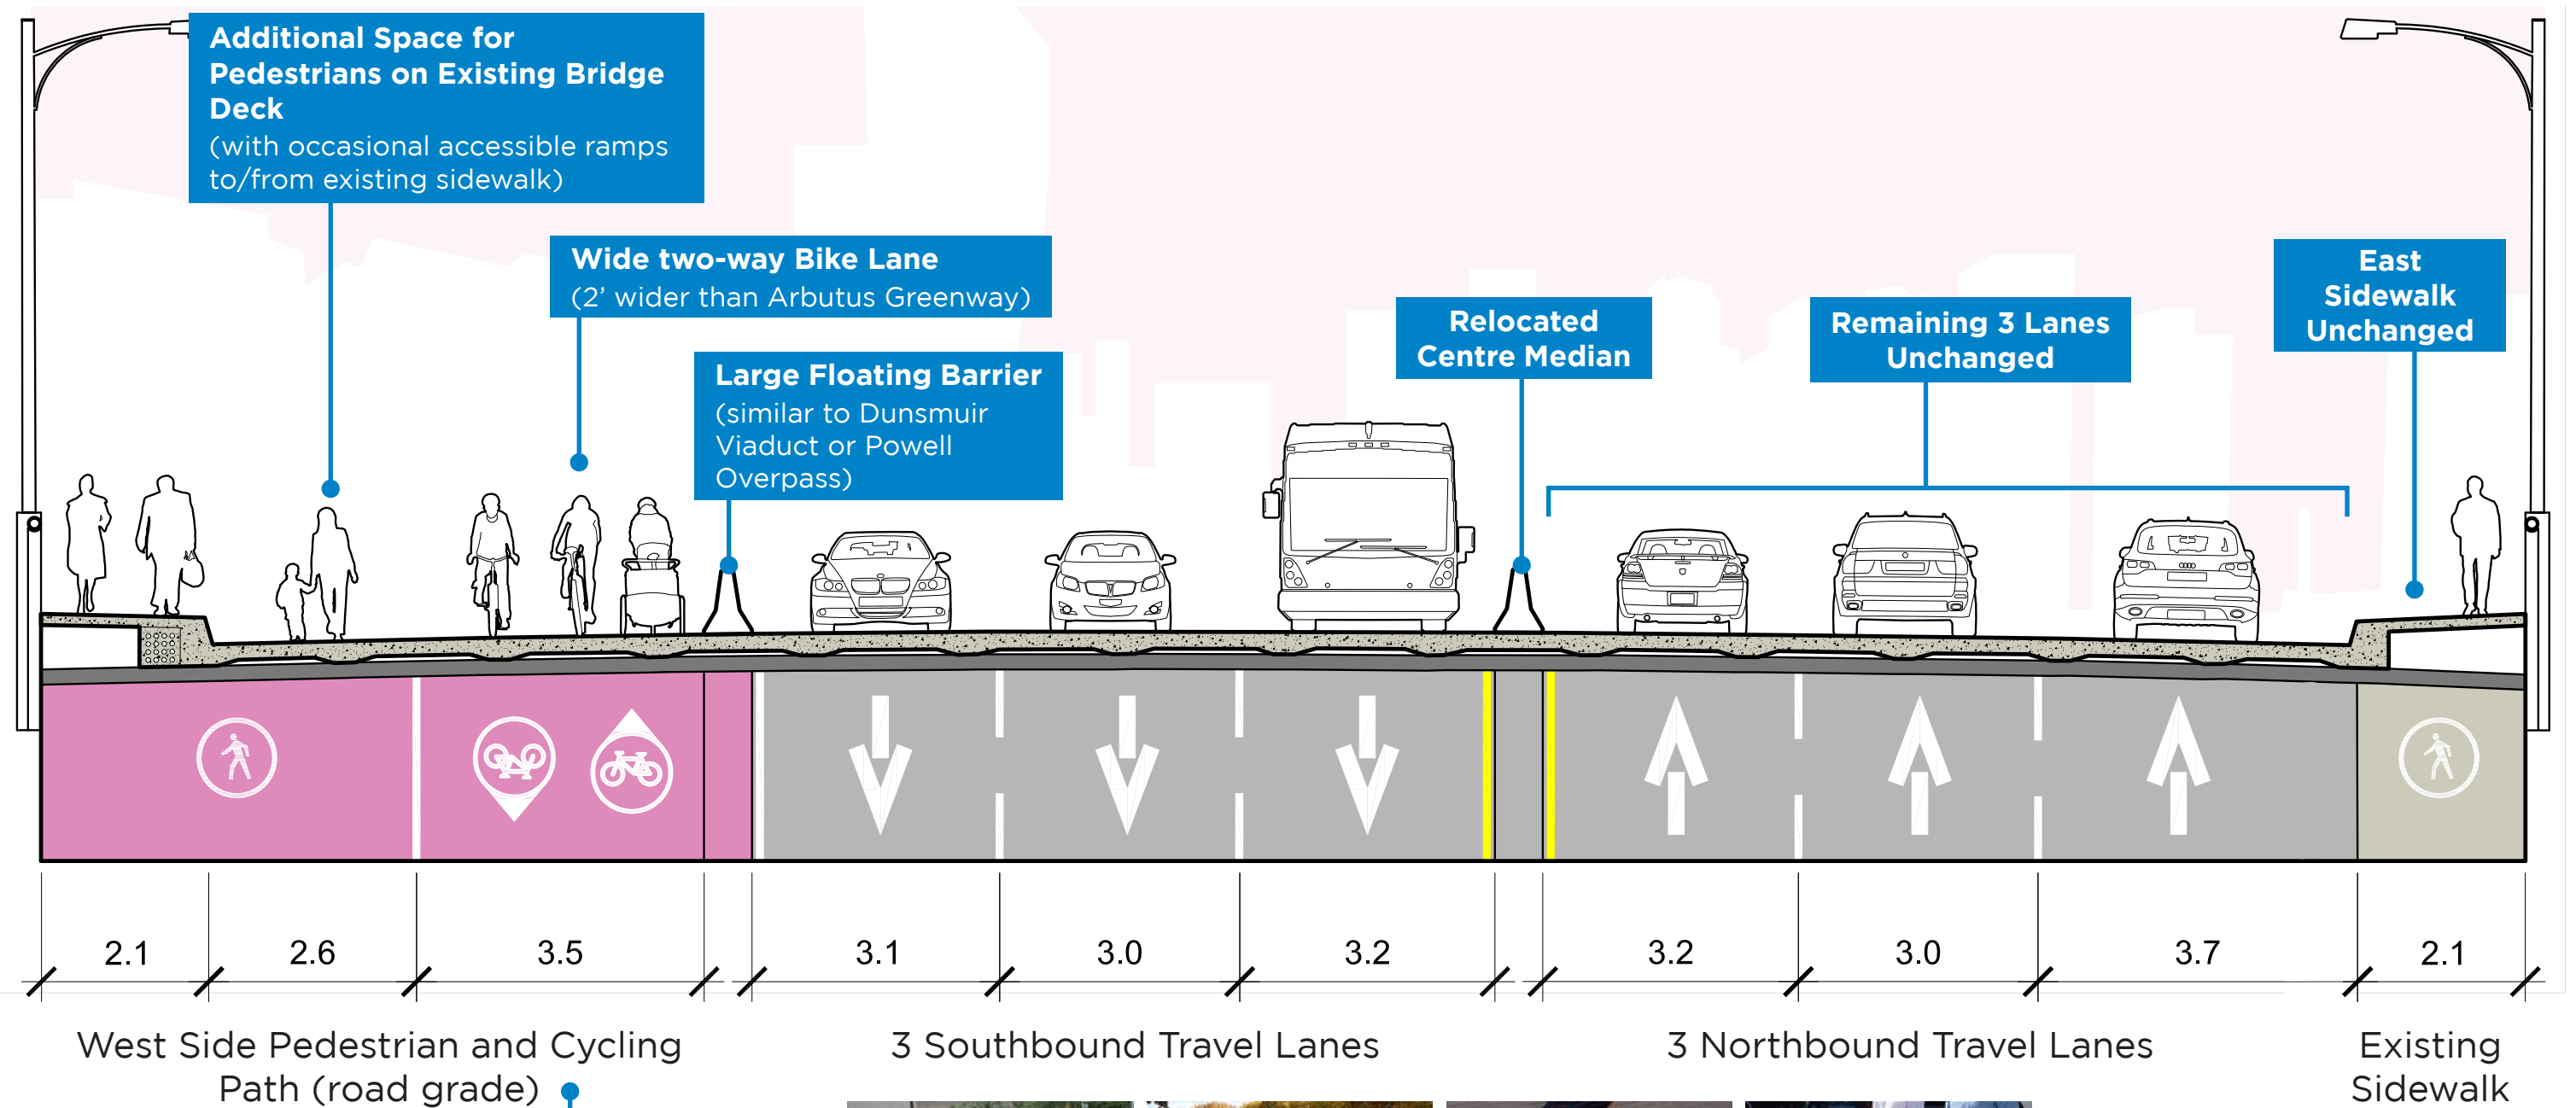 Additional Space for
Pedestrians on Existing Bridge
Deck
(with occasional accessible ramps
to/from existing sidewalk)
Wide two-way Bike Lane
(2’ wider than Arbutus Greenway)
Large Floating Barrier
(similar to Dunsmuir
Viaduct or Powell
Overpass)
Relocated
Centre Median
Remaining 3 Lanes
Unchanged
East
Sidewalk
Unchanged
2.1
2.6
3.5
3.1
3.0
3.2
3.2
3.0
3.7
2.1
West Side Pedestrian and Cycling
Path (road grade)
3 Southbound Travel Lanes
3 Northbound Travel Lanes
Existing
Sidewalk